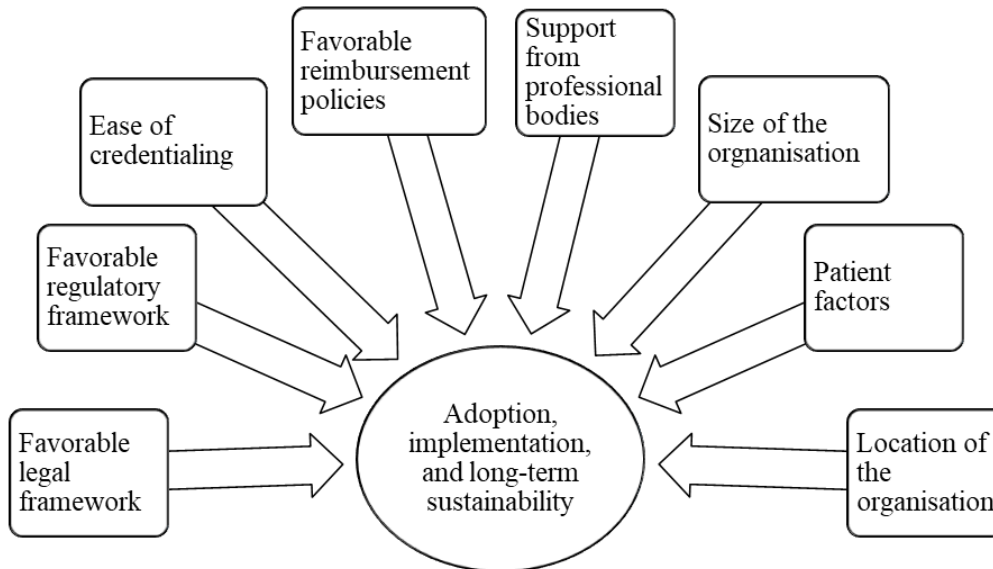 Favorable
legal
framework
Favorable
regulatory
framework
Ease of
credentialing
Favorable
reimbursement
policies
Support
from
professional
bodies
Size of the
orgnanisation
Patient
factors
Location of
the
organisation
Adoption,
implementation,
and long-term
sustainability